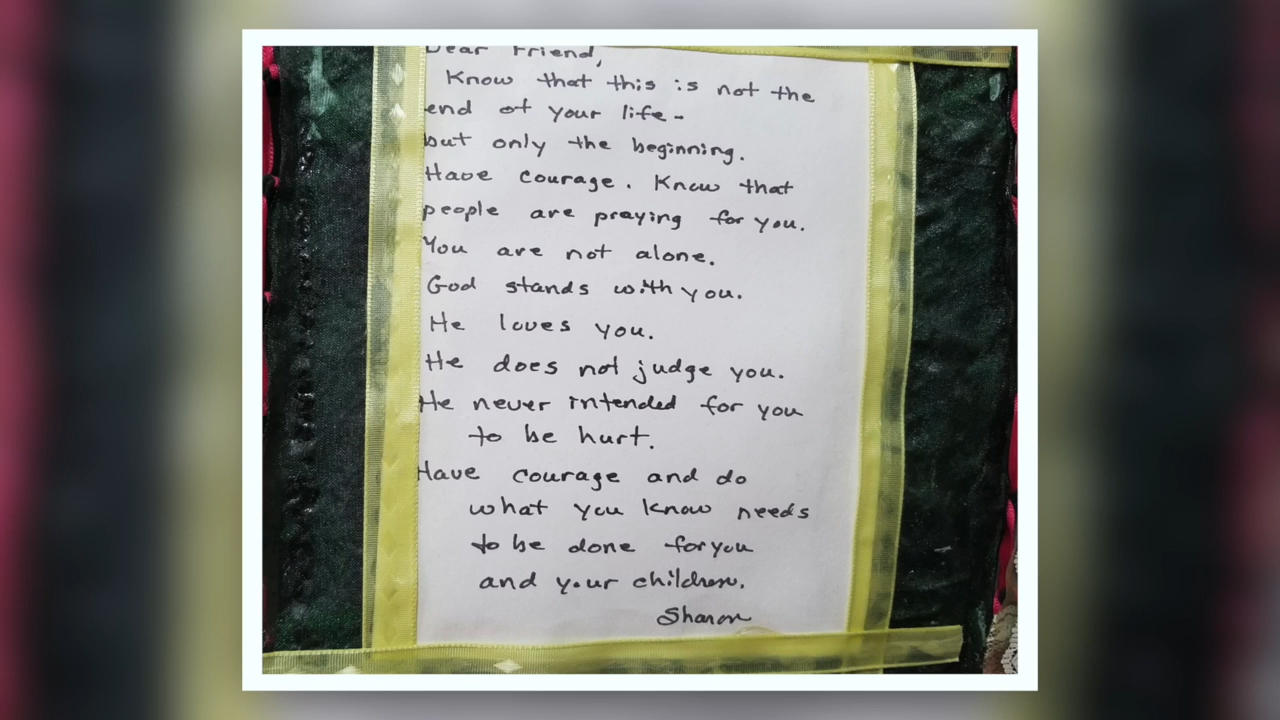 Dear Friend,
Know that this is not the
end of your life -
but only the beginning.
Have courage. Know that
people are praying for you.
You are not alone.
God stands with you.
He loves you.
He does not judge you.
He never intended for you
to be hurt.
Have courage and do
what you know needs
to be done for you
and your children.
Sharon